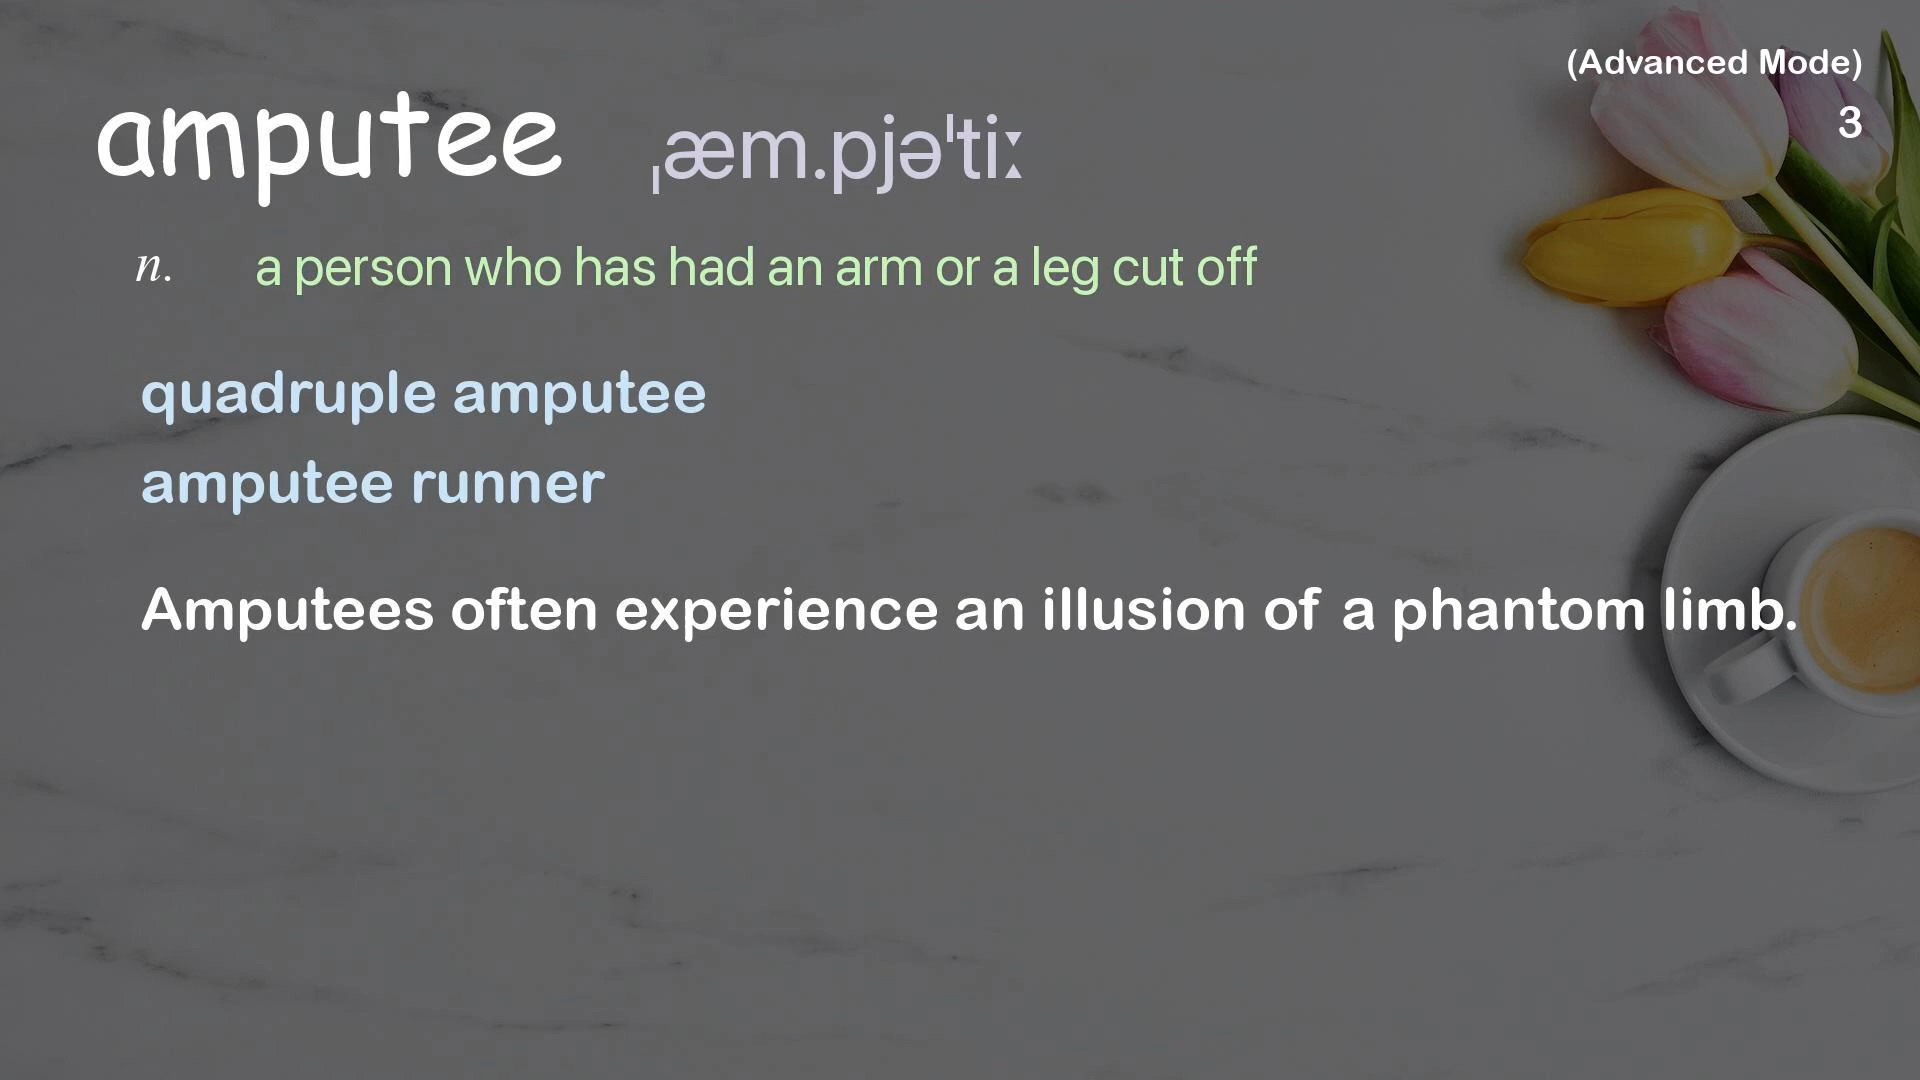 (Advanced Mode)
amputee ˌæm.pjəˈtiː
3
n. a person who has had an arm or a leg cut off
quadruple amputee
amputee runner
Amputees often experience an illusion of a phantom limb.